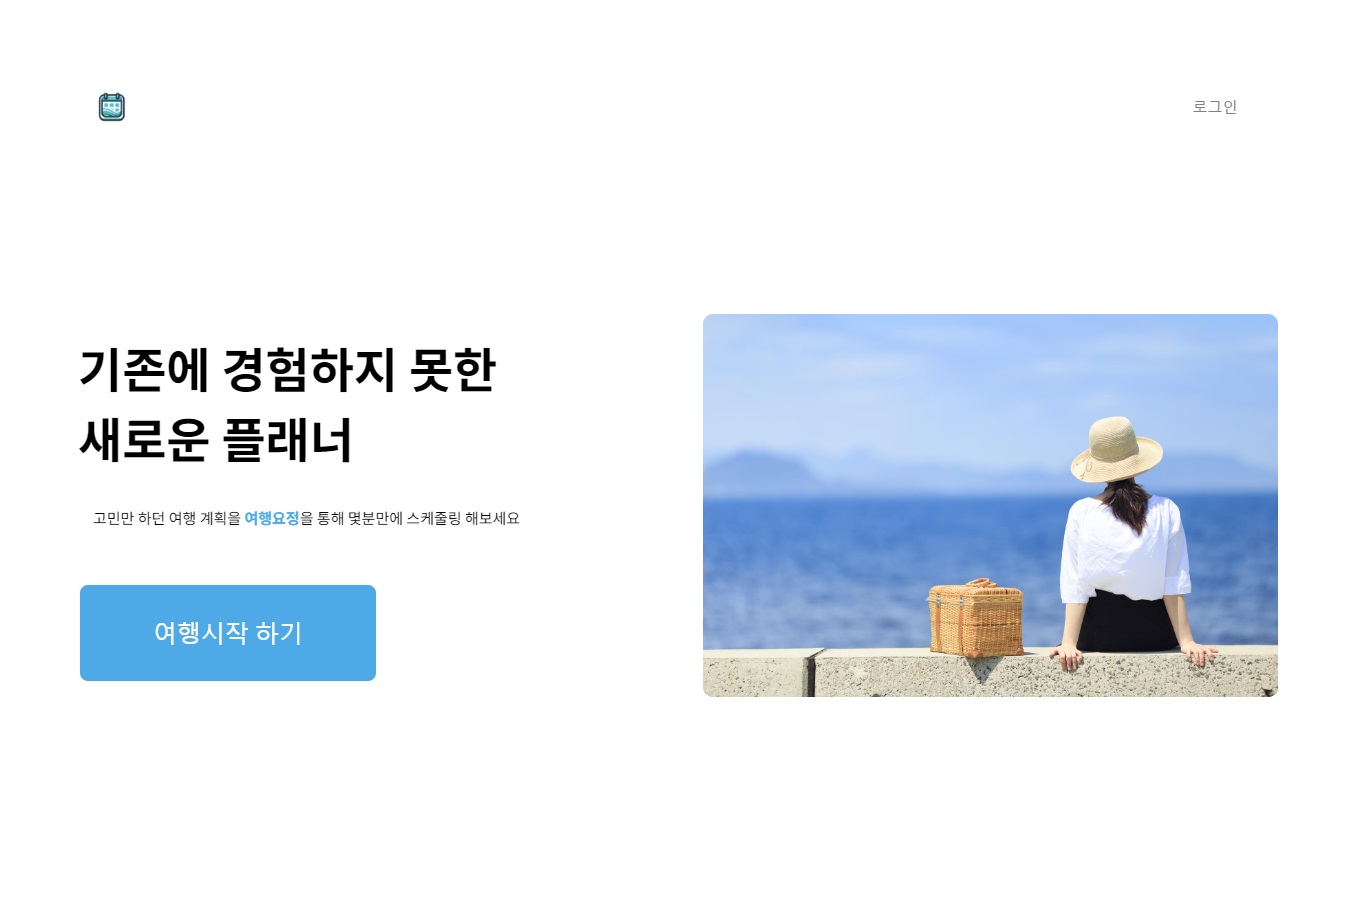 로그인
기존에 경험하지 못한
새로운 플래너
고민만 하던 여행 계획을 여행요정을 통해 몇분만에 스케줄링 해보세요
여행시작 하기